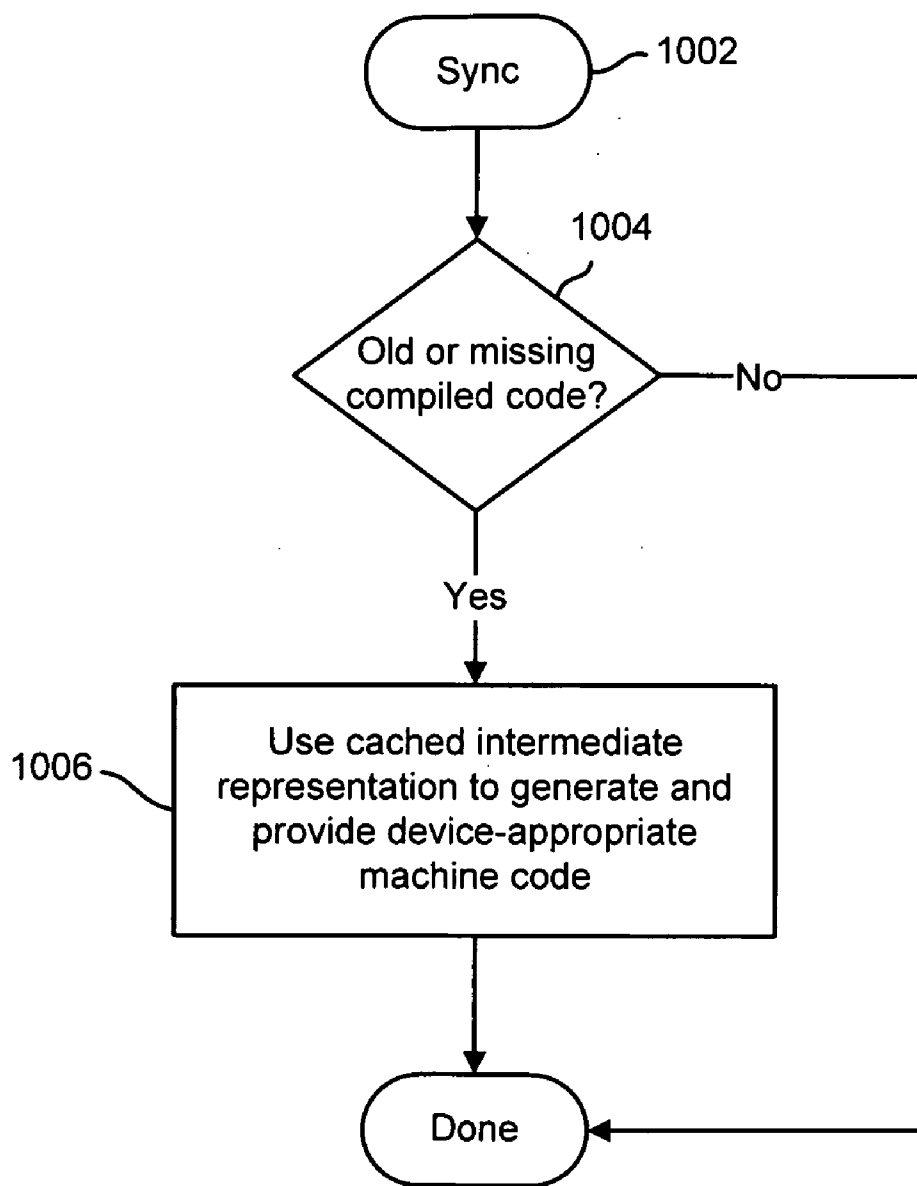 Sync
1002
1004
Old or missing
compiled code?
No
Yes
1006
Use cached intermediate
representation to generate and
provide device-appropriate
machine code
Done